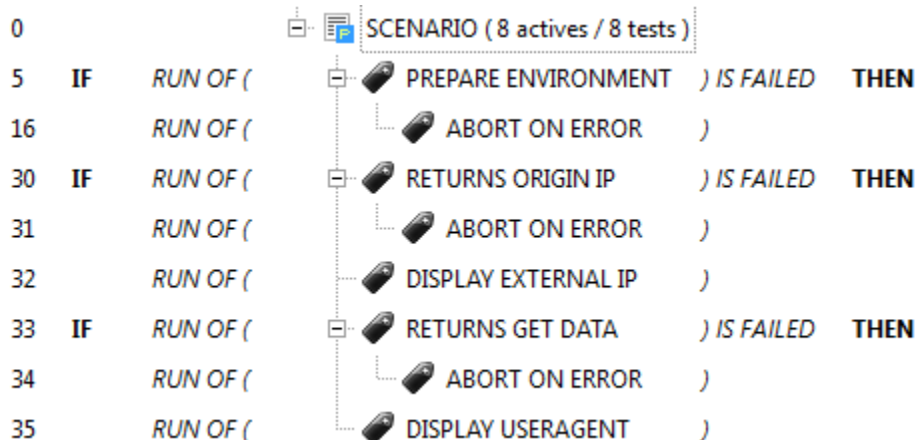 0 SCENARIO ( 8 actives / 8 tests )
5 IF RUN OF ( PREPARE ENVIRONMENT ) IS FAILED THEN
16 RUN OF ( ABORT ON ERROR )
30 IF RUN OF ( RETURNS ORIGIN IP ) IS FAILED THEN
31 RUN OF ( ABORT ON ERROR )
32 RUN OF ( DISPLAY EXTERNAL IP )
33 IF RUN OF ( RETURNS GET DATA ) IS FAILED THEN
34 RUN OF ( ABORT ON ERROR )
35 RUN OF ( DISPLAY USERAGENT )